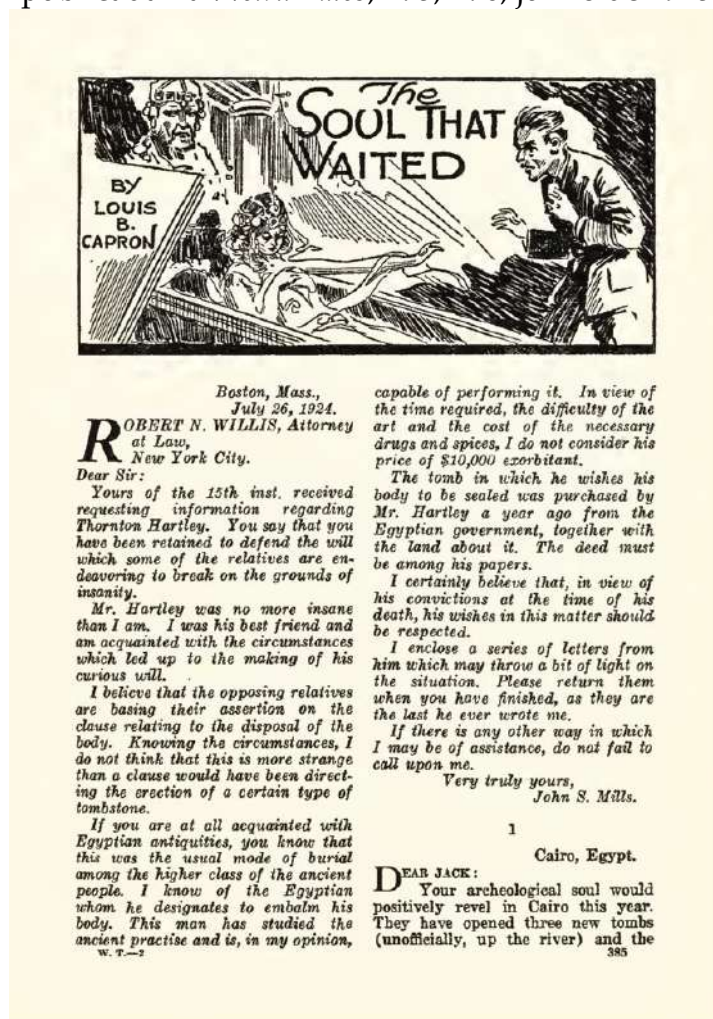 The
SOUL THAT
WAITED
BY
LOUIS
B.
CAPRON
Boston, Mass.,
July 26, 1924.
ROBERT N. WILLIS, Attorney
at Law,
New York City.
Dear Sir:
Yours of the 15th inst. received
requesting information regarding
Thornton Hartley. You say that you
have been retained to defend the will
which some of the relatives are en-
deavoring to break on the grounds of
insanity.
Mr. Hartley was no more insane
than I am. I was his best friend and
am acquainted with the circumstances
which led up to the making of his
curious will.
I believe that the opposing relatives
are basing their assertion on the
clause relating to the disposal of the
body. Knowing the circumstances, I
do not think that this is more strange
than a clause would have been direct-
ing the erection of a certain type of
tombstone.
If you are at all acquainted with
Egyptian antiquities, you know that
this was the usual mode of burial
among the higher class of the ancient
people. I know of the Egyptian
whom he designates to embalm his
body. This man has studied the
ancient practise and is, in my opinion,
W. T.—2
capable of performing it. In view of
the time required, the difficulty of the
art and the cost of the necessary
drugs and spices, I do not consider his
price of $10,000 exorbitant.
The tomb in which he wishes his
body to be sealed was purchased by
Mr. Hartley a year ago from the
Egyptian government, together with
the land about it. The deed must
be among his papers.
I certainly believe that, in view of
his convictions at the time of his
death, his wishes in this matter should
be respected.
I enclose a series of letters from
him which may throw a bit of light on
the situation. Please return them
when you have finished, as they are
the last he ever wrote me.
If there is any other way in which
I may be of assistance, do not fail to
call upon me.
Very truly yours,
John S. Mills.
1
Cairo, Egypt.
DEAR JACK:
Your archeological soul would
positively revel in Cairo this year.
They have opened three new tombs
(unofficially, up the river) and the
385